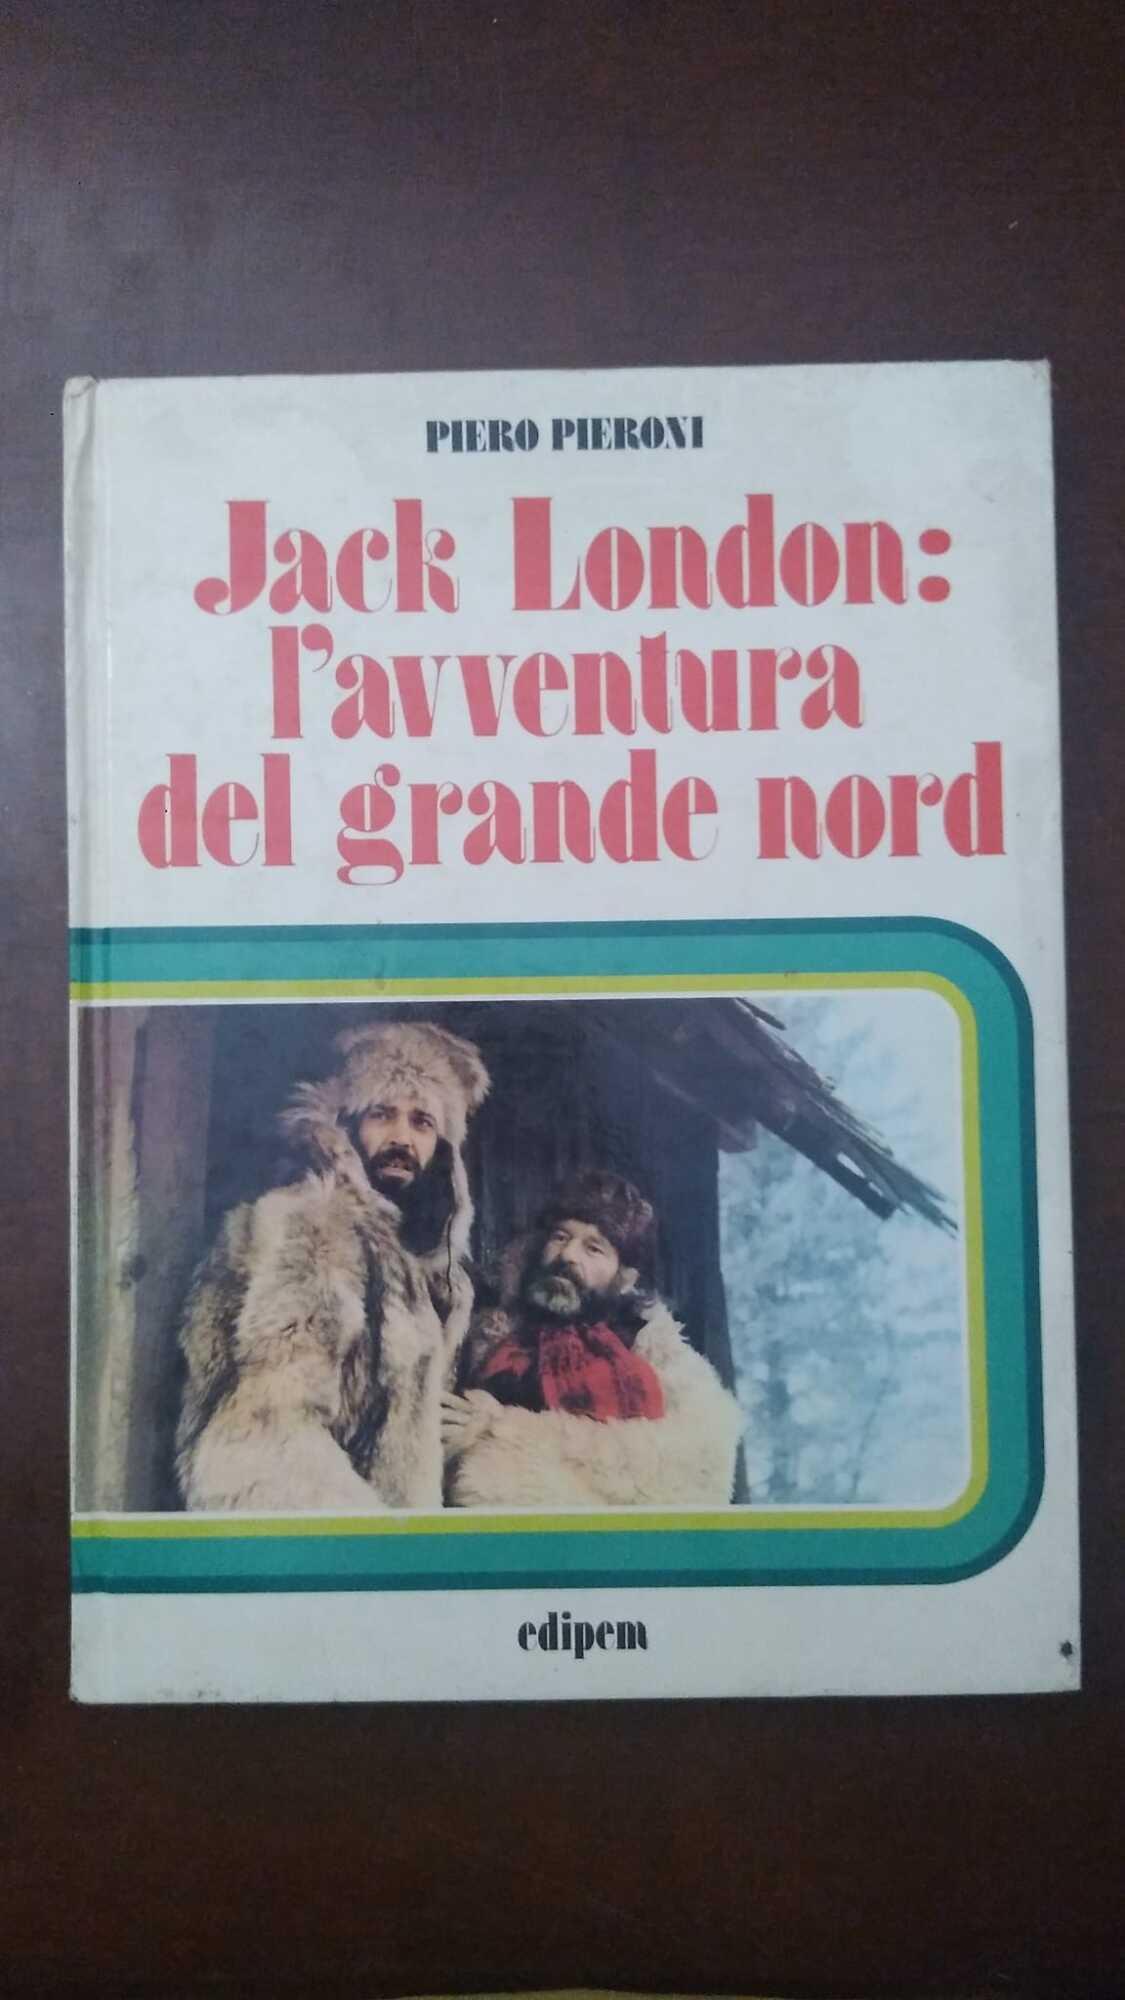 PIERO PIERONI
Jack London:
l'avventura
del grande nord
edipem